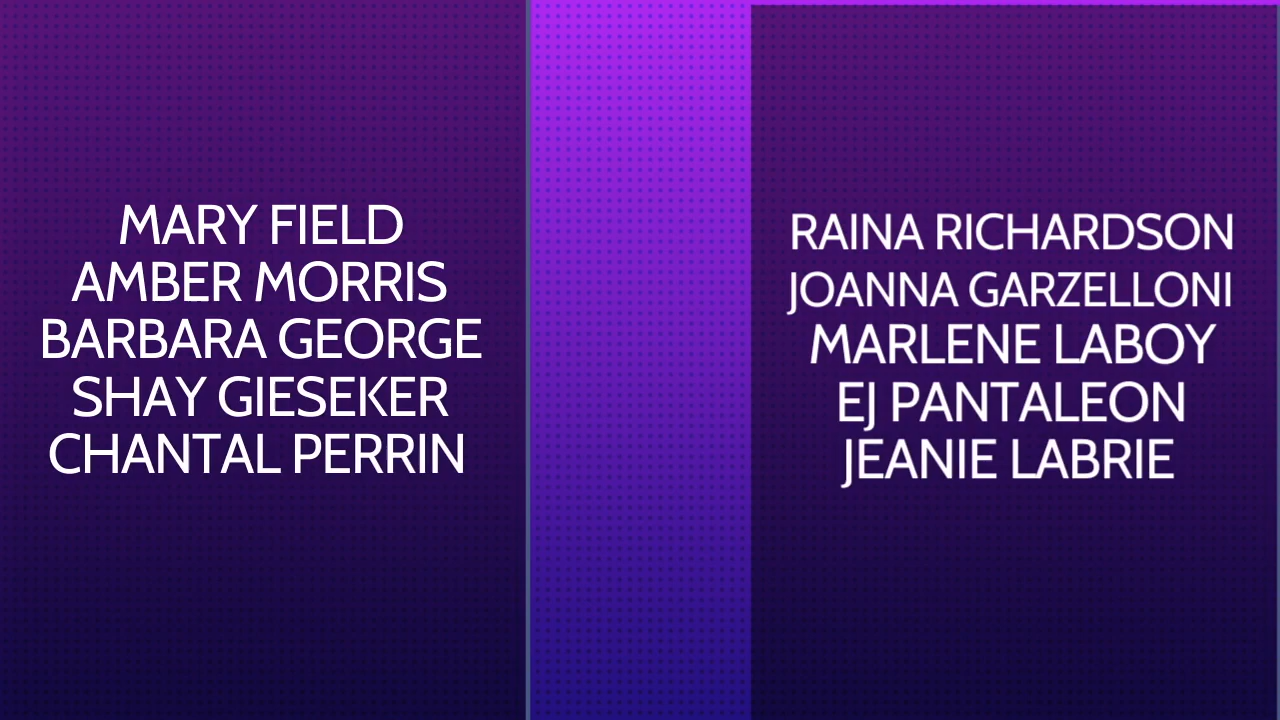 MARY FIELD
AMBER MORRIS
BARBARA GEORGE
SHAY GIESEKER
CHANTAL PERRIN
RAINA RICHARDSON
JOANNA GARZELLONI
MARLENE LABOY
EJ PANTALEON
JEANIE LABRIE